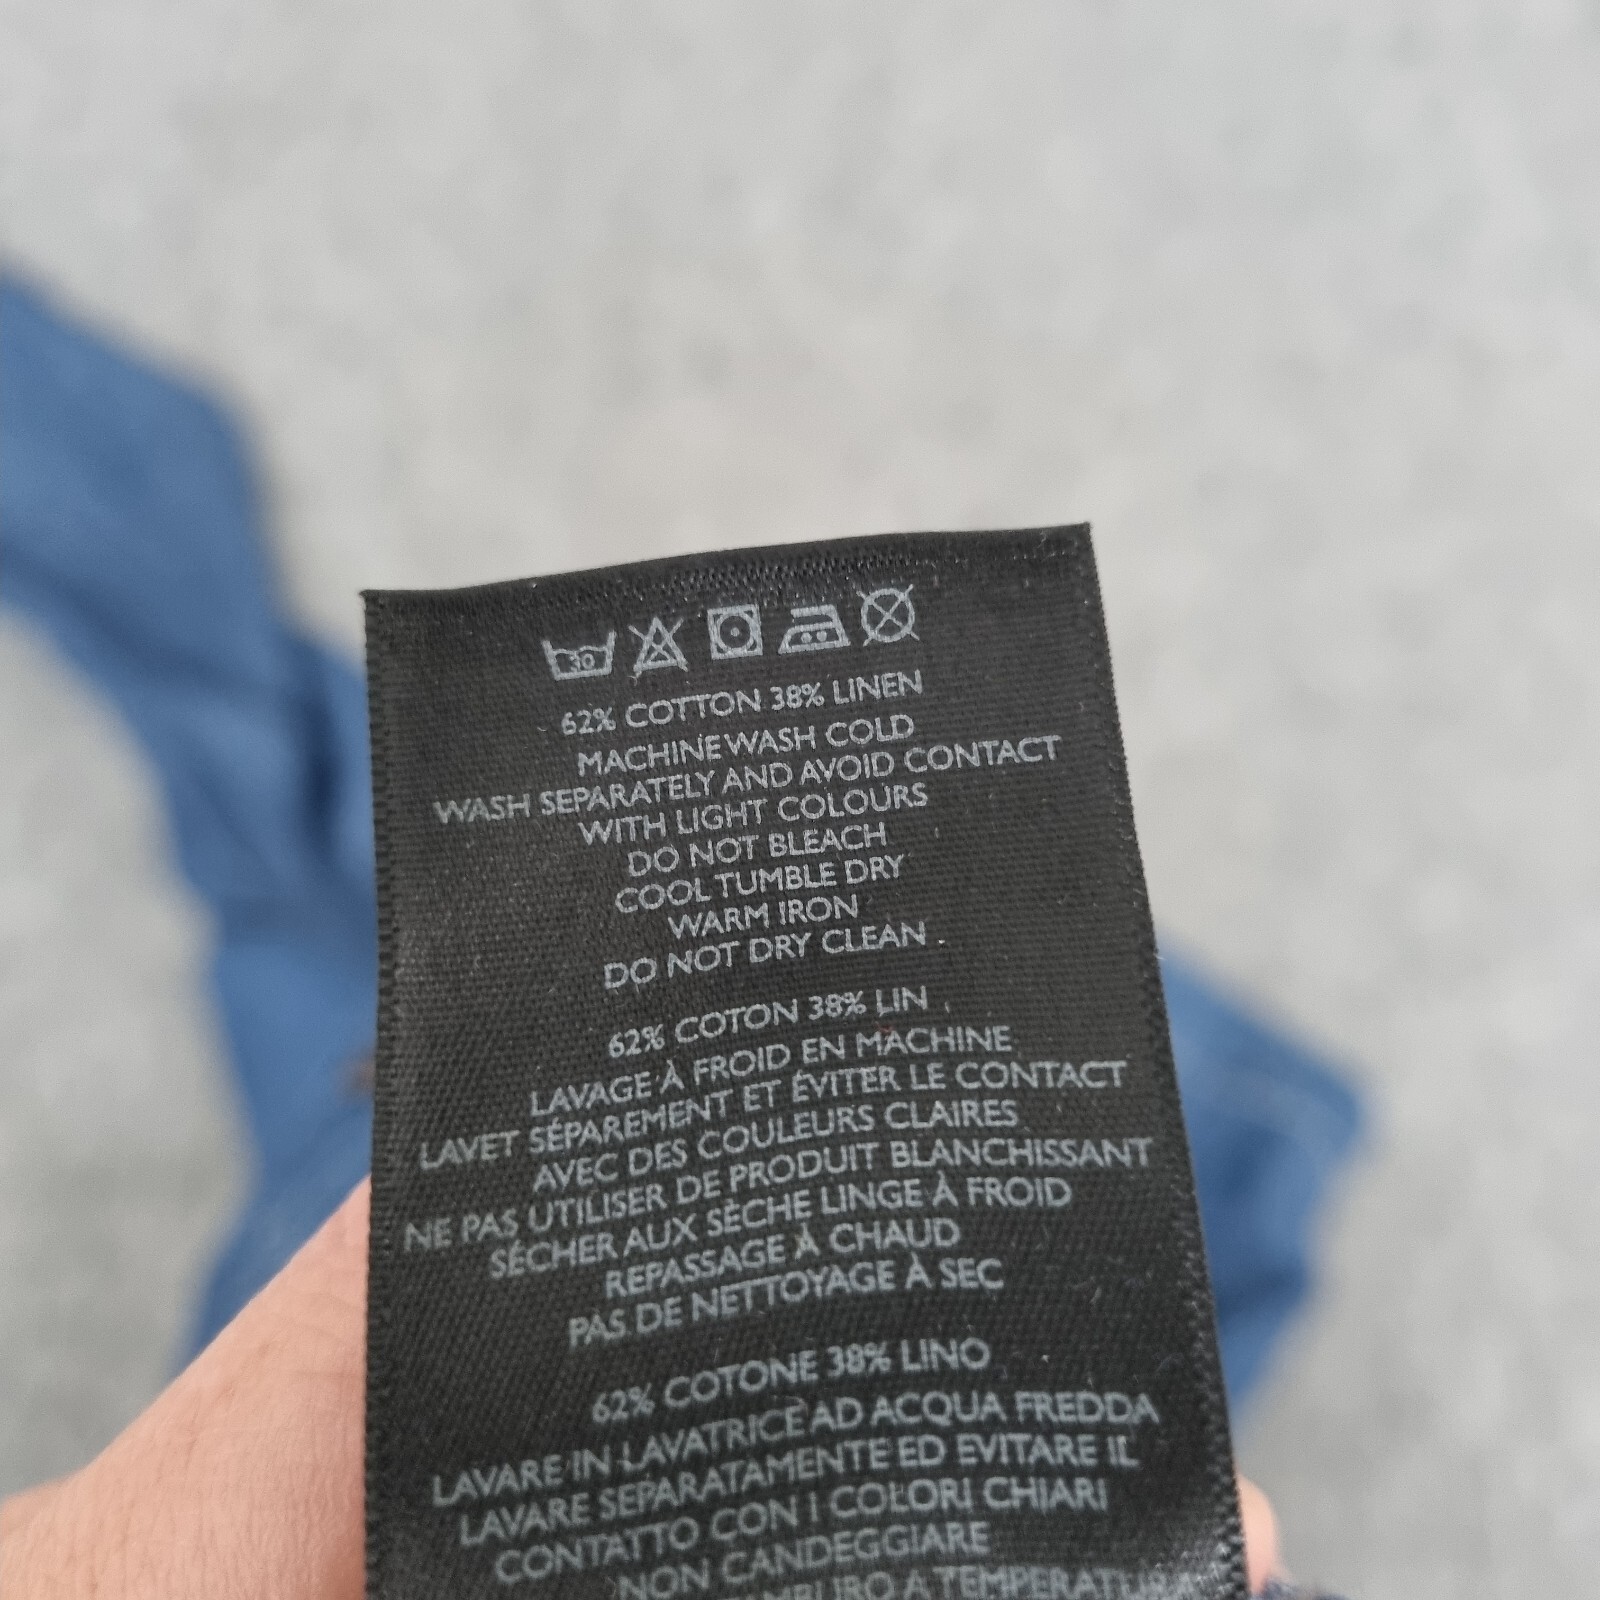 30
62% COTTON 38% LINEN
MACHINE WASH COLD
WASH SEPARATELY AND AVOID CONTACT
WITH LIGHT COLOURS
DO NOT BLEACH
COOL TUMBLE DRY
WARM IRON
DO NOT DRY CLEAN
62% COTON 38% LIN
LAVAGE À FROID EN MACHINE
LAVET SÉPAREMENT ET ÉVITER LE CONTACT
AVEC DES COULEURS CLAIRES
NE PAS UTILISER DE PRODUIT BLANCHISSANT
SÉCHER AUX SÈCHE LINGE À FROID
REPASSAGE À CHAUD
PAS DE NETTOYAGE À SEC
62% COTONE 38% LINO
LAVARE IN LAVATRICE AD ACQUA FREDDA
LAVARE SEPARATAMENTE ED EVITARE IL
CONTATTO CON I COLORI CHIARI
NON CANDEGGIARE
TAMBURO A TEMPERATURA